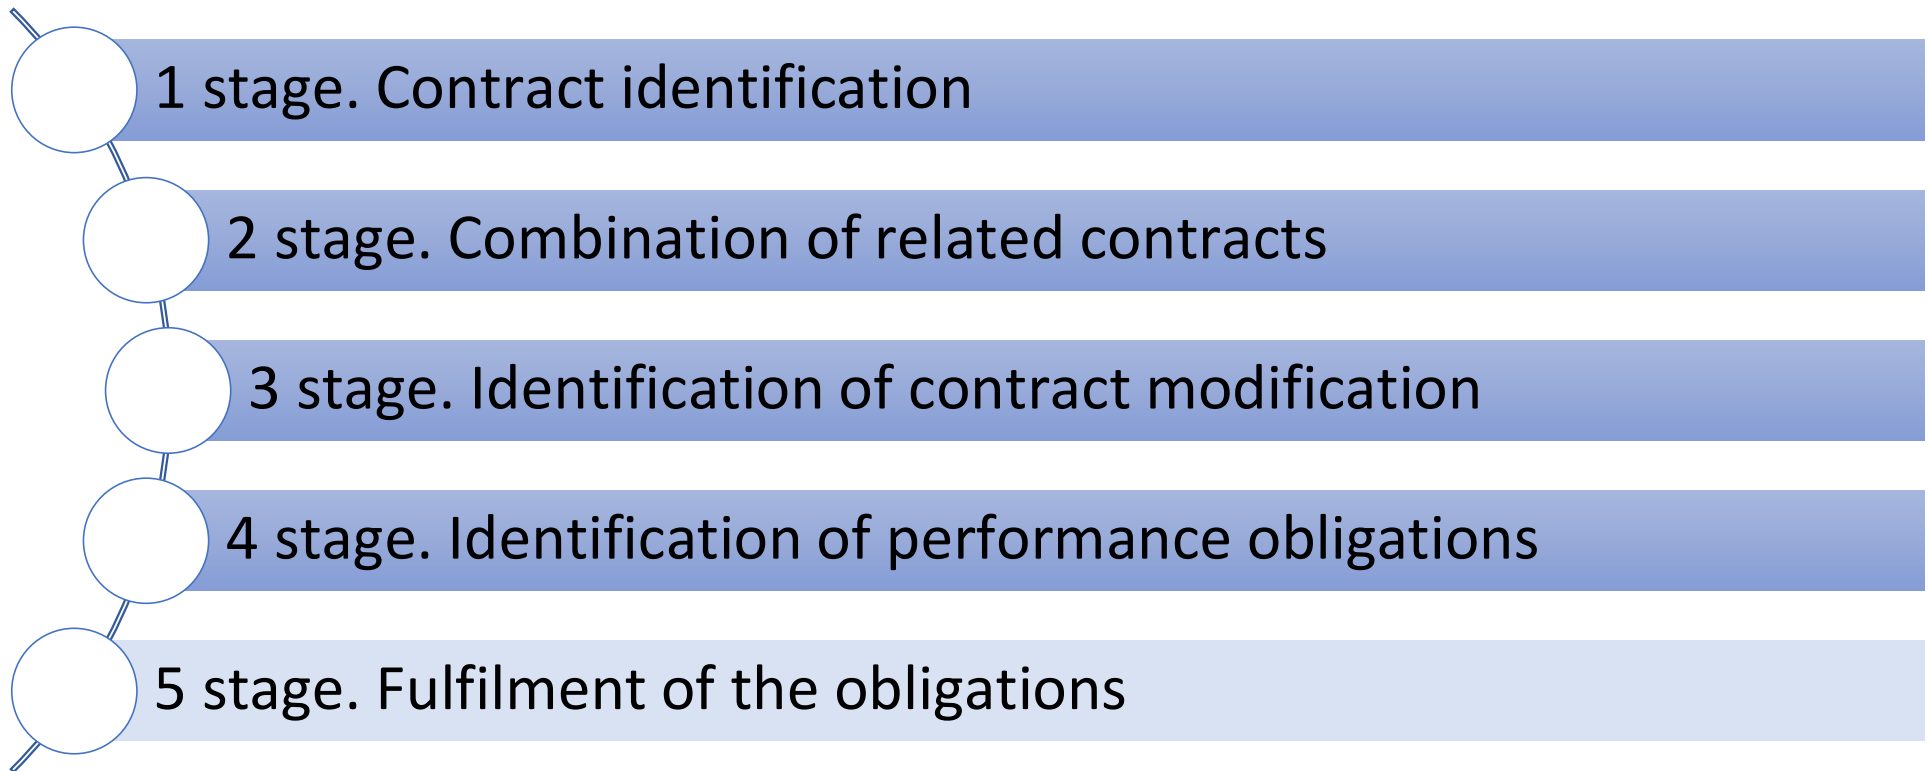 1 stage. Contract identification
2 stage. Combination of related contracts
3 stage. Identification of contract modification
4 stage. Identification of performance obligations
5 stage. Fulfilment of the obligations